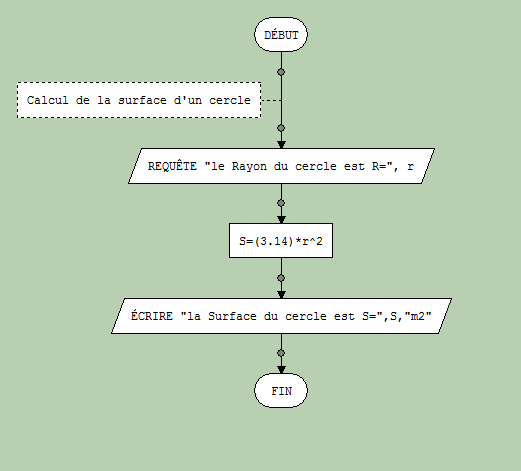 DÉBUT
Calcul de la surface d'un cercle
REQUÊTE "le Rayon du cercle est R=", r
S=(3.14)*r^2
ÉCRIRE "la Surface du cercle est S=",S,"m2"
FIN